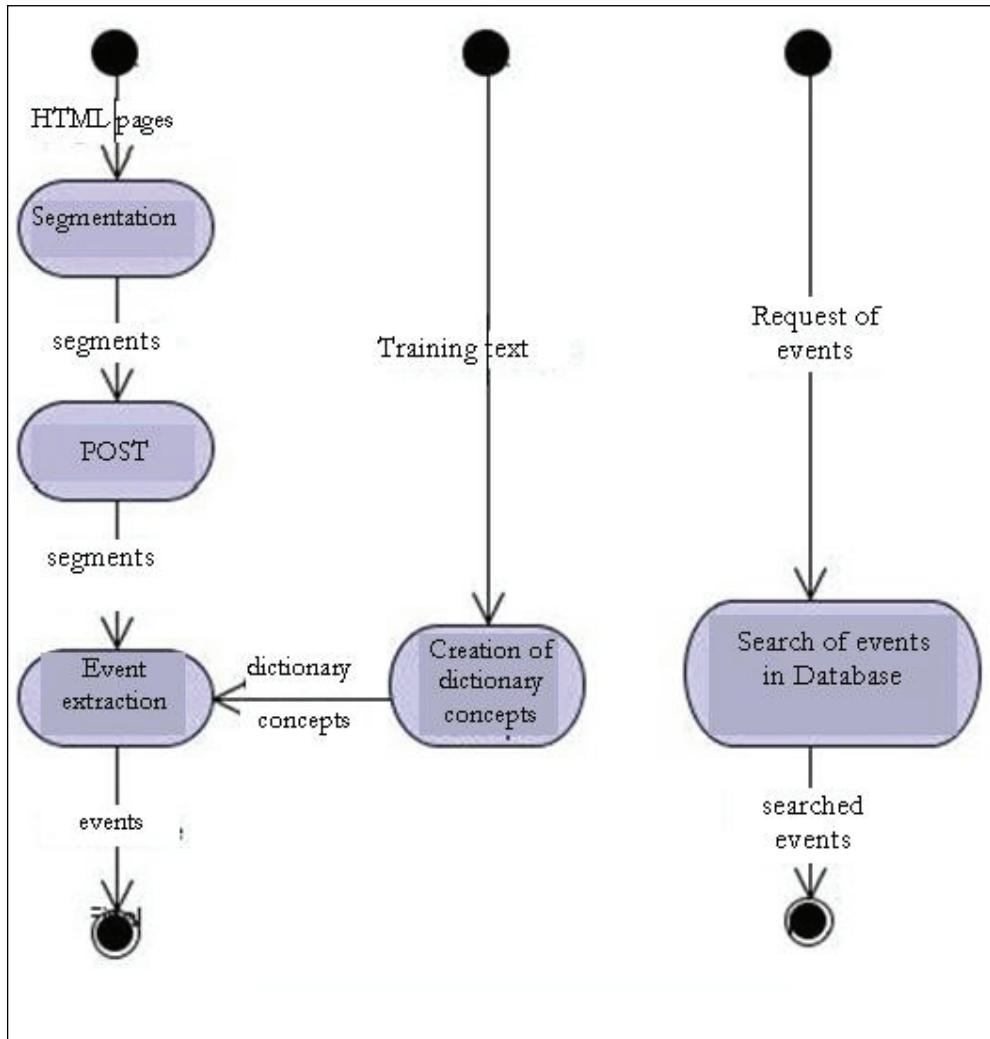 HTML pages
Segmentation
segments
POST
segments
Event
extraction
events
Training text
Creation of
dictionary
concepts
dictionary
concepts
Request of
events
Search of events
in Database
searched
events